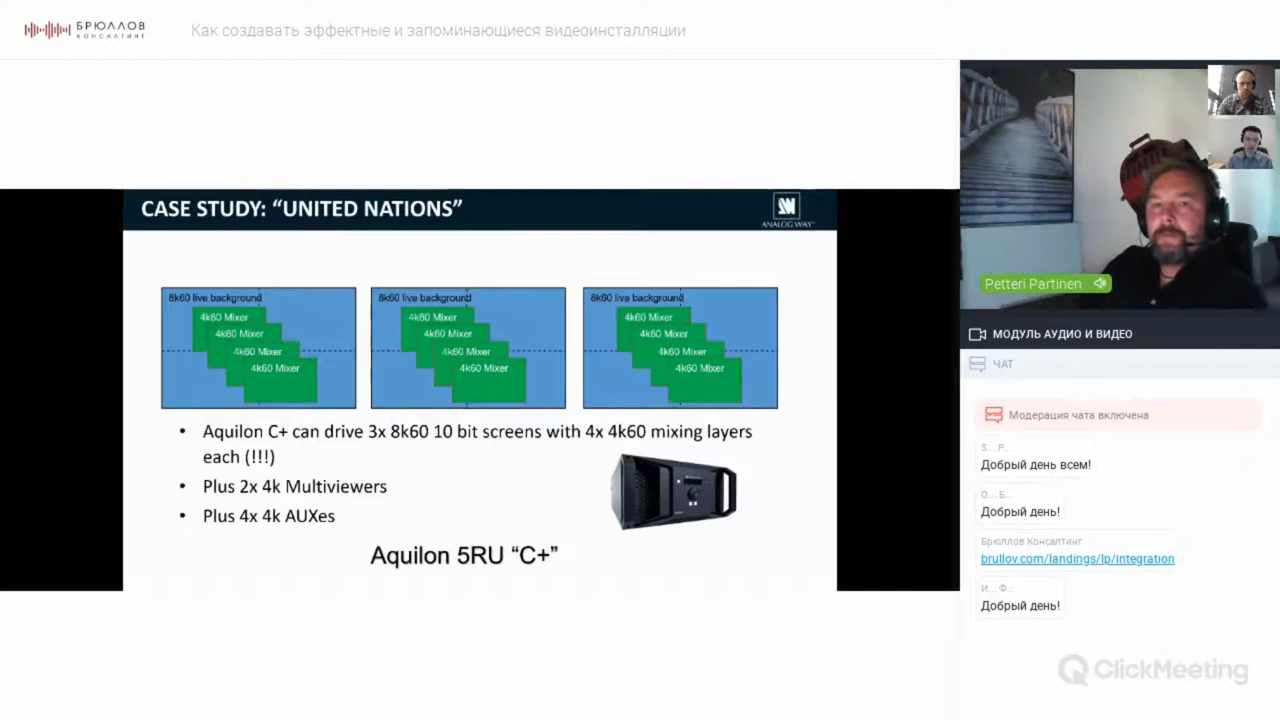 БРЮЛЛОВ
КОНСАЛТИНГ
Как создавать эффектные и запоминающиеся видеоинсталляции
CASE STUDY: “UNITED NATIONS”
ANALOG WAY
8k60 live background
4k60 Mixer
4k60 Mixer
4k60 Mixer
4k60 Mixer
8k60 live background
4k60 Mixer
4k60 Mixer
4k60 Mixer
4k60 Mixer
8k60 live background
4k60 Mixer
4k60 Mixer
4k60 Mixer
4k60 Mixer
• Aquilon C+ can drive 3x 8k60 10 bit screens with 4x 4k60 mixing layers
each (!!!)
• Plus 2x 4k Multiviewers
• Plus 4x 4k AUXes
Aquilon 5RU “C+”
Petteri Partinen
МОДУЛЬ АУДИО И ВИДЕО
ЧАТ
Модерация чата включена
S... P...
Добрый день всем!
О... Б...
Добрый день!
Брюллов Консалтинг
brullov.com/landings/lp/integration
И... Ф...
Добрый день!
ClickMeeting